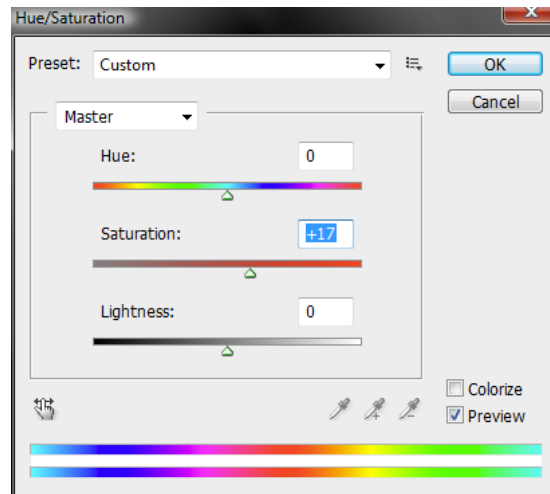 Hue/Saturation
Preset: Custom
OK
Cancel
Master
Hue: 0
Saturation: +17
Lightness: 0
Colorize
Preview